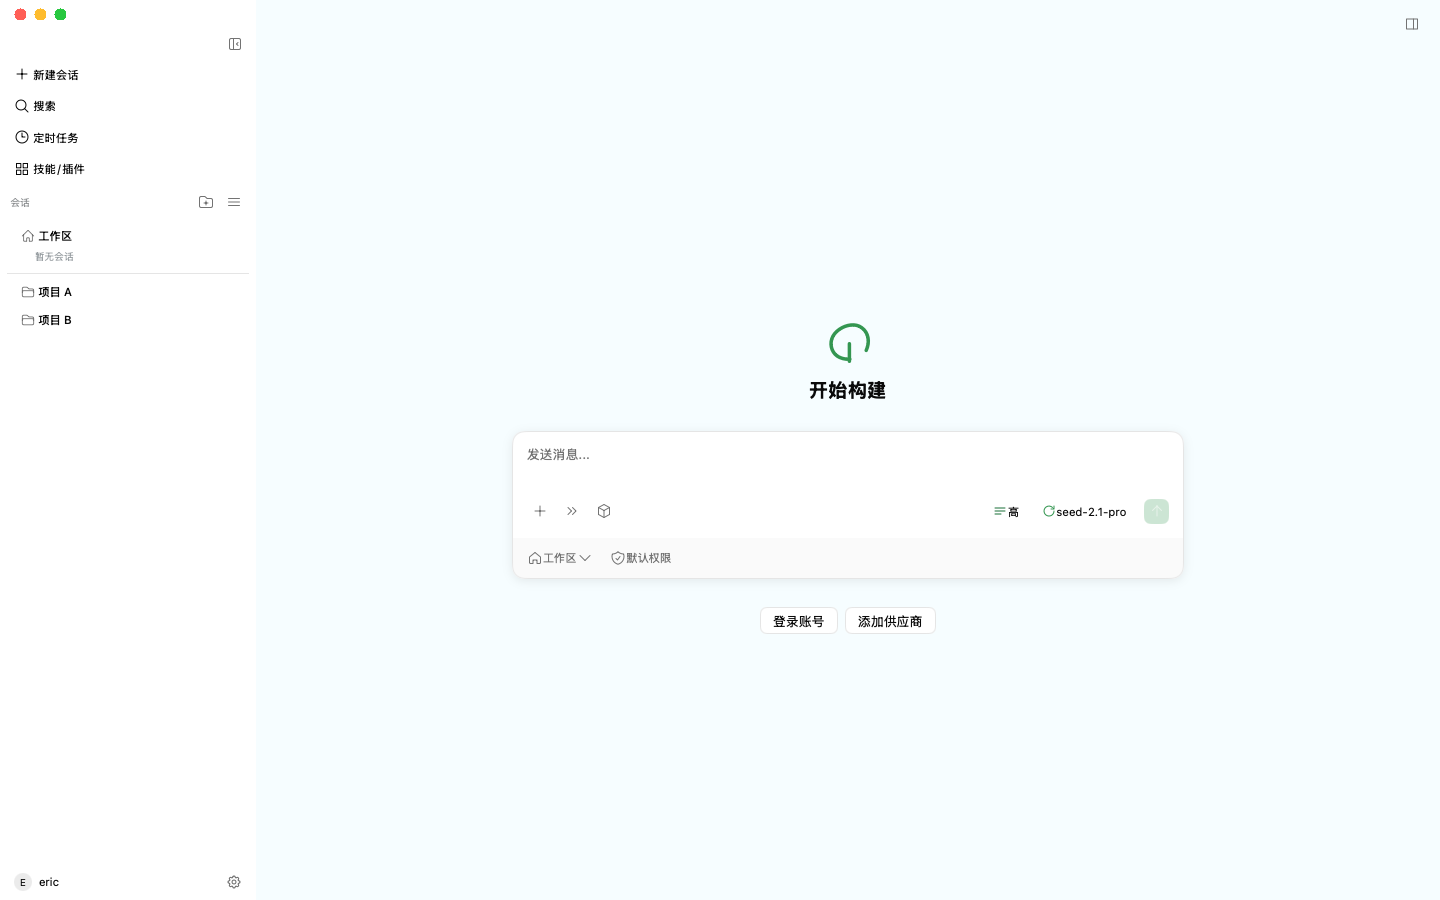 新建会话
搜索
定时任务
技能/插件
会话
工作区
暂无会话
项目 A
项目 B
E eric
开始构建
发送消息...
高 seed-2.1-pro
工作区 默认权限
登录账号 添加供应商